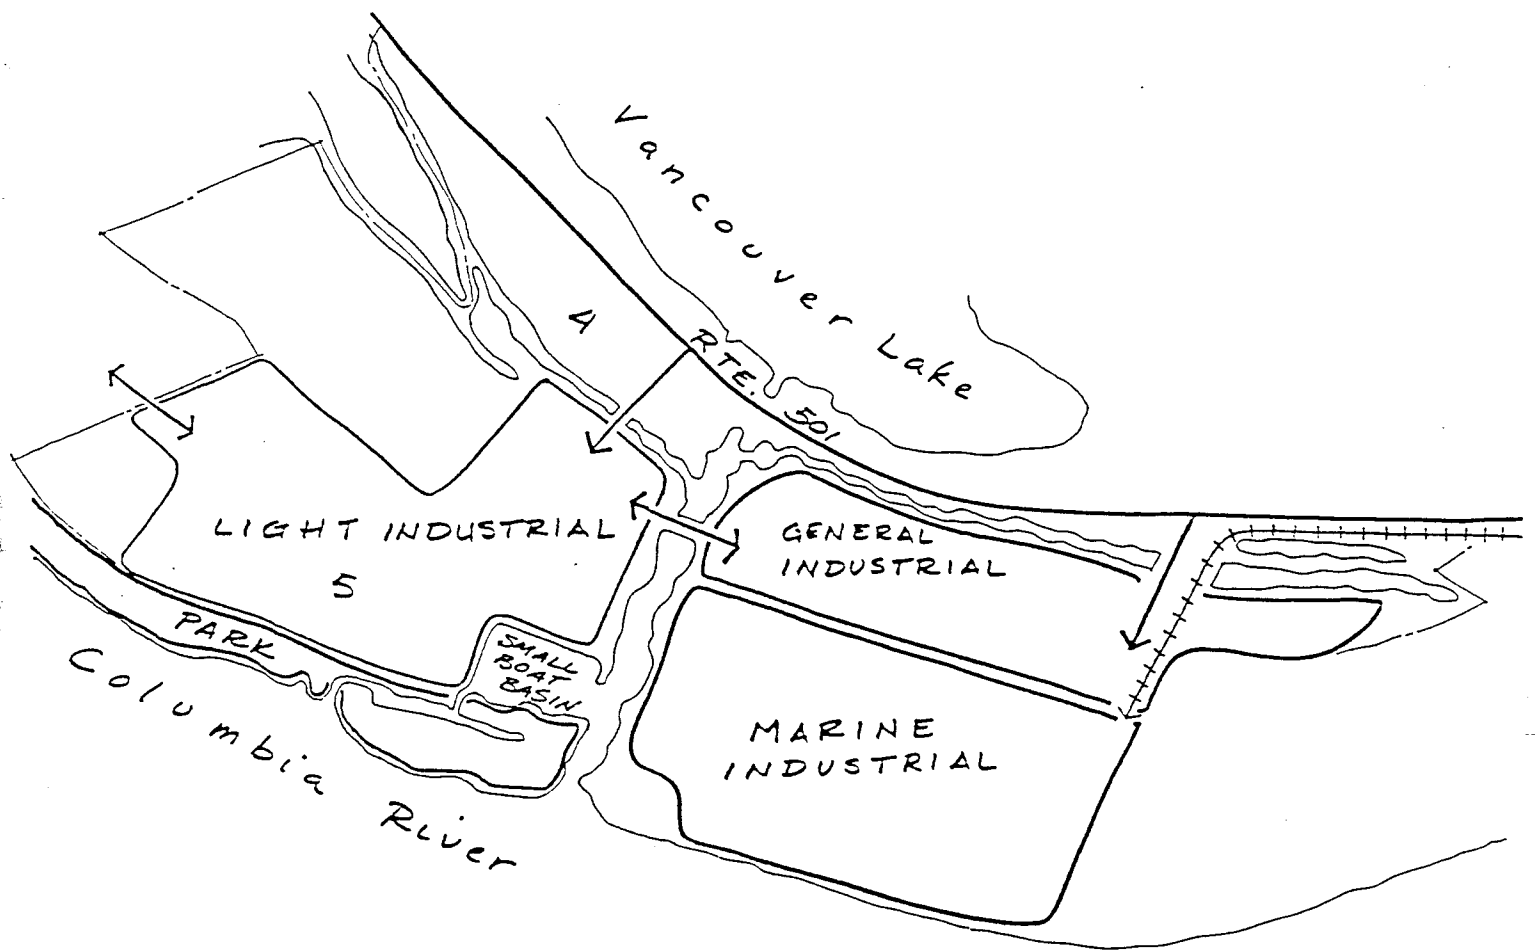 Vancouver Lake
4
RTE. 501
LIGHT INDUSTRIAL
5
GENERAL
INDUSTRIAL
PARK
SMALL
BOAT
BASIN
MARINE
INDUSTRIAL
Columbia River